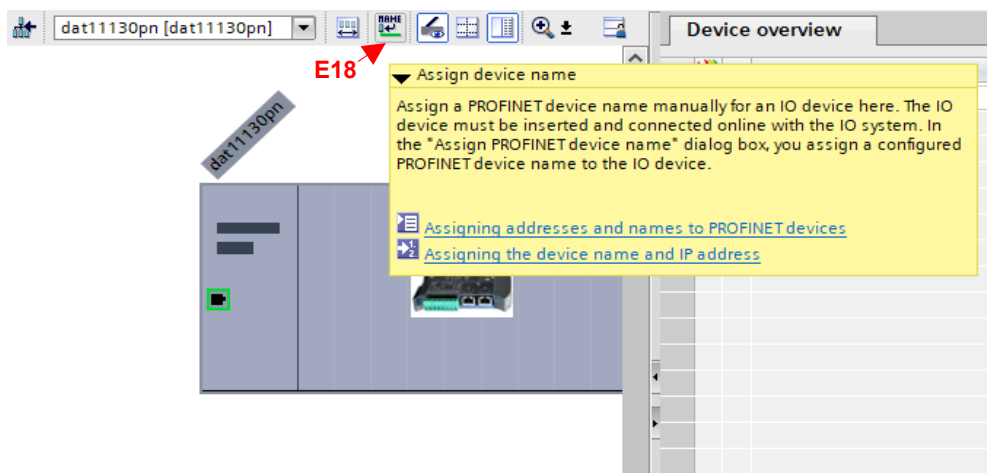 dat11130pn [dat11130pn]
NAME
Device overview
E18
Assign device name
Assign a PROFINET device name manually for an IO device here. The IO
device must be inserted and connected online with the IO system. In
the "Assign PROFINET device name" dialog box, you assign a configured
PROFINET device name to the IO device.
Assigning addresses and names to PROFINET devices
Assigning the device name and IP address
dat11130pn